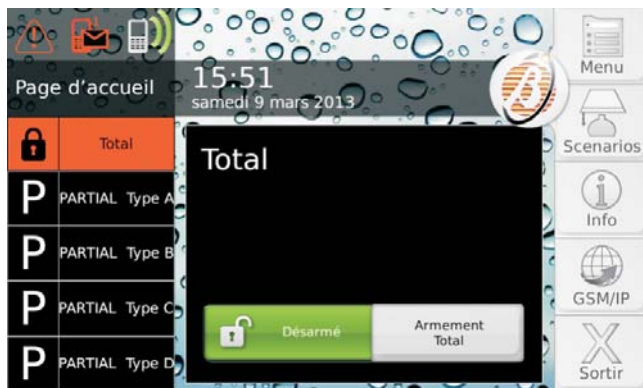 Page d'accueil
15:51
samedi 9 mars 2013
Total
P PARTIAL Type A
P PARTIAL Type B
P PARTIAL Type C
P PARTIAL Type D
Total
Désarmé
Armement
Total
Menu
Scenarios
Info
GSM/IP
Sortir